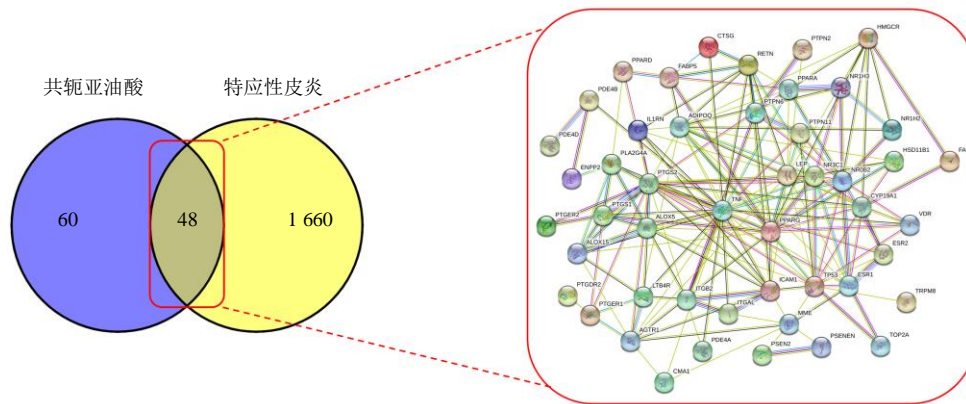 共轭亚油酸
特应性皮炎
60
48
1 660
HMGCR
CTSG
PTPN2
RETN
PPARD
FABP5
PPARA
NR1H3
PDE4B
PTPN6
IL1RN
ADIPOQ
PTPN11
NR1H2
PDE4D
PLA2G4A
HSD11B1
ENPP2
LEP
NR3C1
NR0B2
PTGS2
CYP19A1
PTGS1
TNF
PTGER2
ALOX5
PPARG
VDR
ALOX15
ESR2
PTGDR2
LTB4R
ITGB2
ICAM1
TP53
ESR1
TRPM8
PTGER1
ITGAL
MME
AGTR1
PDE4A
PSEN2
PSENEN
TOP2A
CMA1